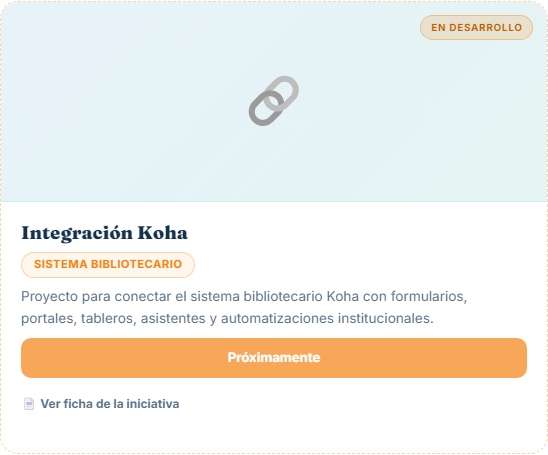 EN DESARROLLO
Integración Koha
SISTEMA BIBLIOTECARIO
Proyecto para conectar el sistema bibliotecario Koha con formularios,
portales, tableros, asistentes y automatizaciones institucionales.
Próximamente
Ver ficha de la iniciativa